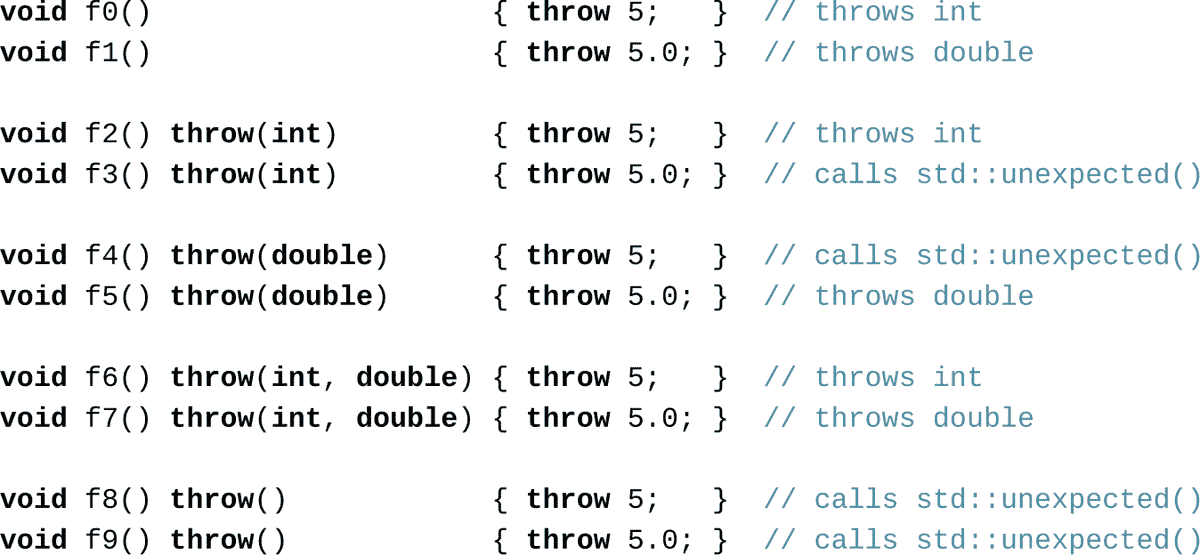 void f0()                    { throw 5;   }  // throws int
void f1()                    { throw 5.0; }  // throws double
void f2() throw(int)         { throw 5;   }  // throws int
void f3() throw(int)         { throw 5.0; }  // calls std::unexpected()
void f4() throw(double)      { throw 5;   }  // calls std::unexpected()
void f5() throw(double)      { throw 5.0; }  // throws double
void f6() throw(int, double) { throw 5;   }  // throws int
void f7() throw(int, double) { throw 5.0; }  // throws double
void f8() throw()            { throw 5;   }  // calls std::unexpected()
void f9() throw()            { throw 5.0; }  // calls std::unexpected()